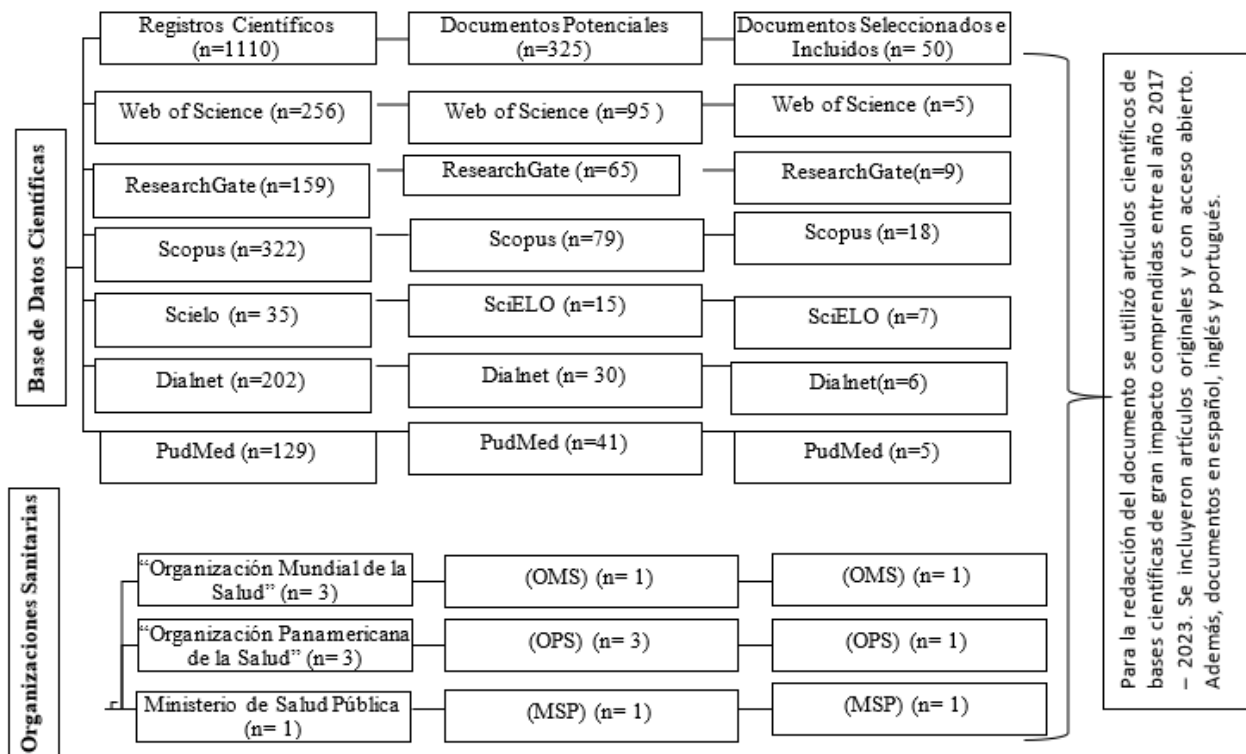 Registros Científicos
(n=1110)
Documentos Potenciales
(n=325)
Documentos Seleccionados e
Incluidos (n= 50)
Base de Datos Científicas
Web of Science (n=256)
Web of Science (n=95 )
Web of Science (n=5)
ResearchGate (n=159)
ResearchGate (n=65)
ResearchGate(n=9)
Scopus (n=322)
Scopus (n=79)
Scopus (n=18)
Scielo (n= 35)
SciELO (n=15)
SciELO (n=7)
Dialnet (n=202)
Dialnet (n= 30)
Dialnet(n=6)
PudMed (n=129)
PudMed (n=41)
PudMed (n=5)
Organizaciones Sanitarias
“Organización Mundial de la
Salud” (n= 3)
(OMS) (n= 1)
(OMS) (n= 1)
“Organización Panamericana
de la Salud” (n= 3)
(OPS) (n= 3)
(OPS) (n= 1)
Ministerio de Salud Pública
(n= 1)
(MSP) (n= 1)
(MSP) (n= 1)
Para la redacción del documento se utilizó artículos científicos de
bases científicas de gran impacto comprendidas entre al año 2017
– 2023. Se incluyeron artículos originales y con acceso abierto.
Además, documentos en español, inglés y portugués.